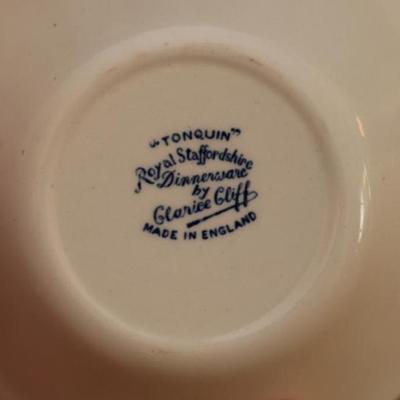 "TONQUIN"
Royal Staffordshire
Dinnerware
by
Clarice Cliff
MADE IN ENGLAND